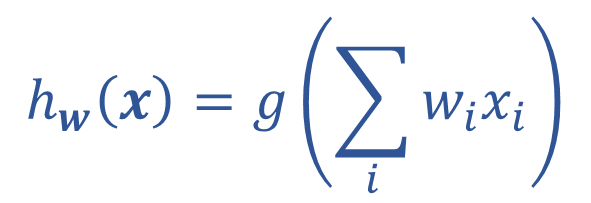 h_w(x) = g(∑_i w_i x_i)